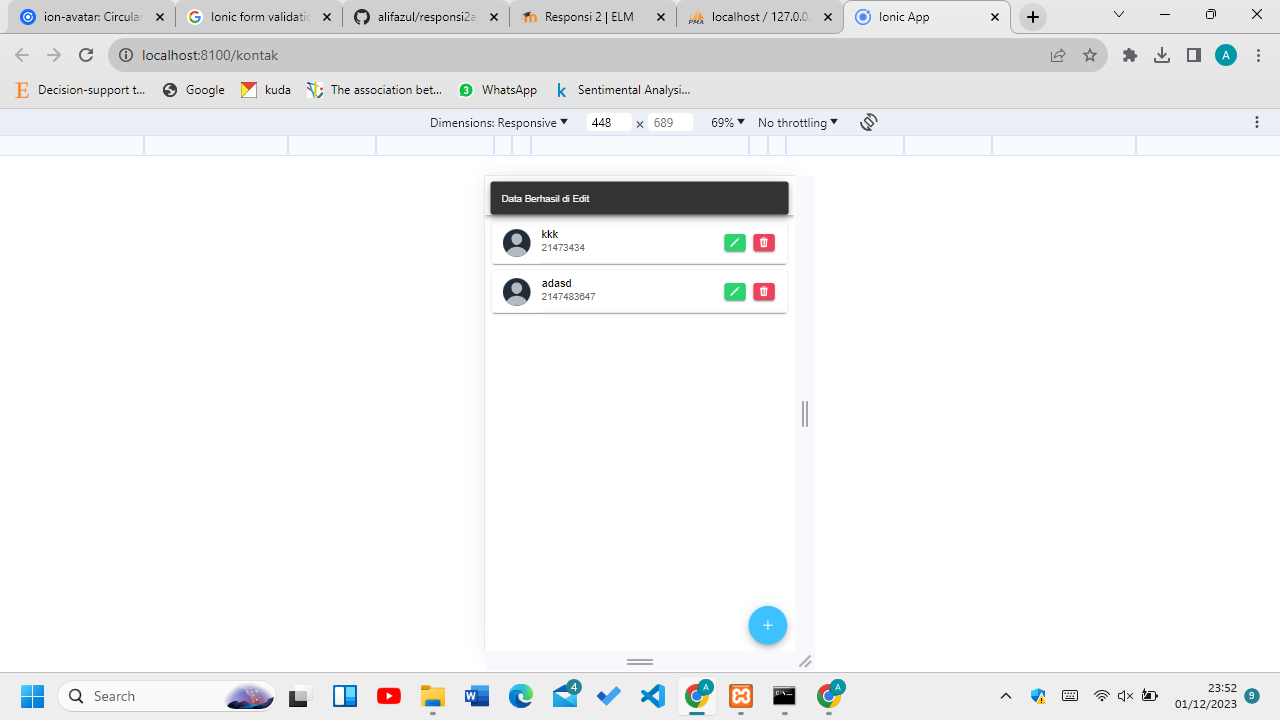 ion-avatar: Circular
Ionic form validatio
alifazul/responsi2a
Responsi 2 | ELM
localhost / 127.0.0.
Ionic App
localhost:8100/kontak
A
Decision-support t...
Google
kuda
The association bet...
3
WhatsApp
Sentimental Analysi...
Dimensions: Responsive
448
×
689
69%
No throttling
Data Berhasil di Edit
kkk
21473434
adasd
2147483647
+
Search
4
A
A
23:52
01/12/2023
9